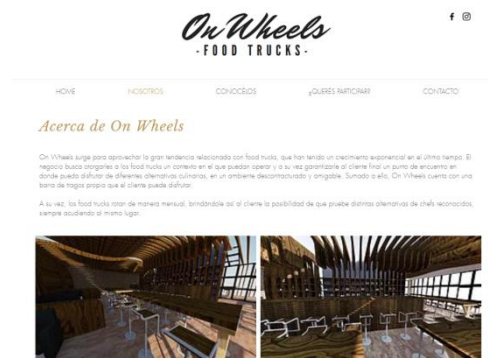 On Wheels
- FOOD TRUCKS -
HOME NOSOTROS CONOCÉLOS ¿QUERÉS PARTICIPAR? CONTACTO
Acerca de On Wheels
On Wheels surge para aprovechar la gran tendencia relacionada con food trucks, que han tenido un crecimiento exponencial en el último tiempo. El
negocio busca otorgarles a los food trucks un contexto en el que puedan operar y a su vez garantizarle al cliente final un punto de encuentro en
donde pueda disfrutar de diferentes alternativas culinarias, en un ambiente descontracturado y amigable. Sumado a ello, On Wheels cuenta con una
barra de tragos propia que el cliente puede disfrutar.
A su vez, los food trucks rotan de manera mensual, brindándole así al cliente la posibilidad de que pruebe distintas alternativas de chefs reconocidos,
siempre acudiendo al mismo lugar.